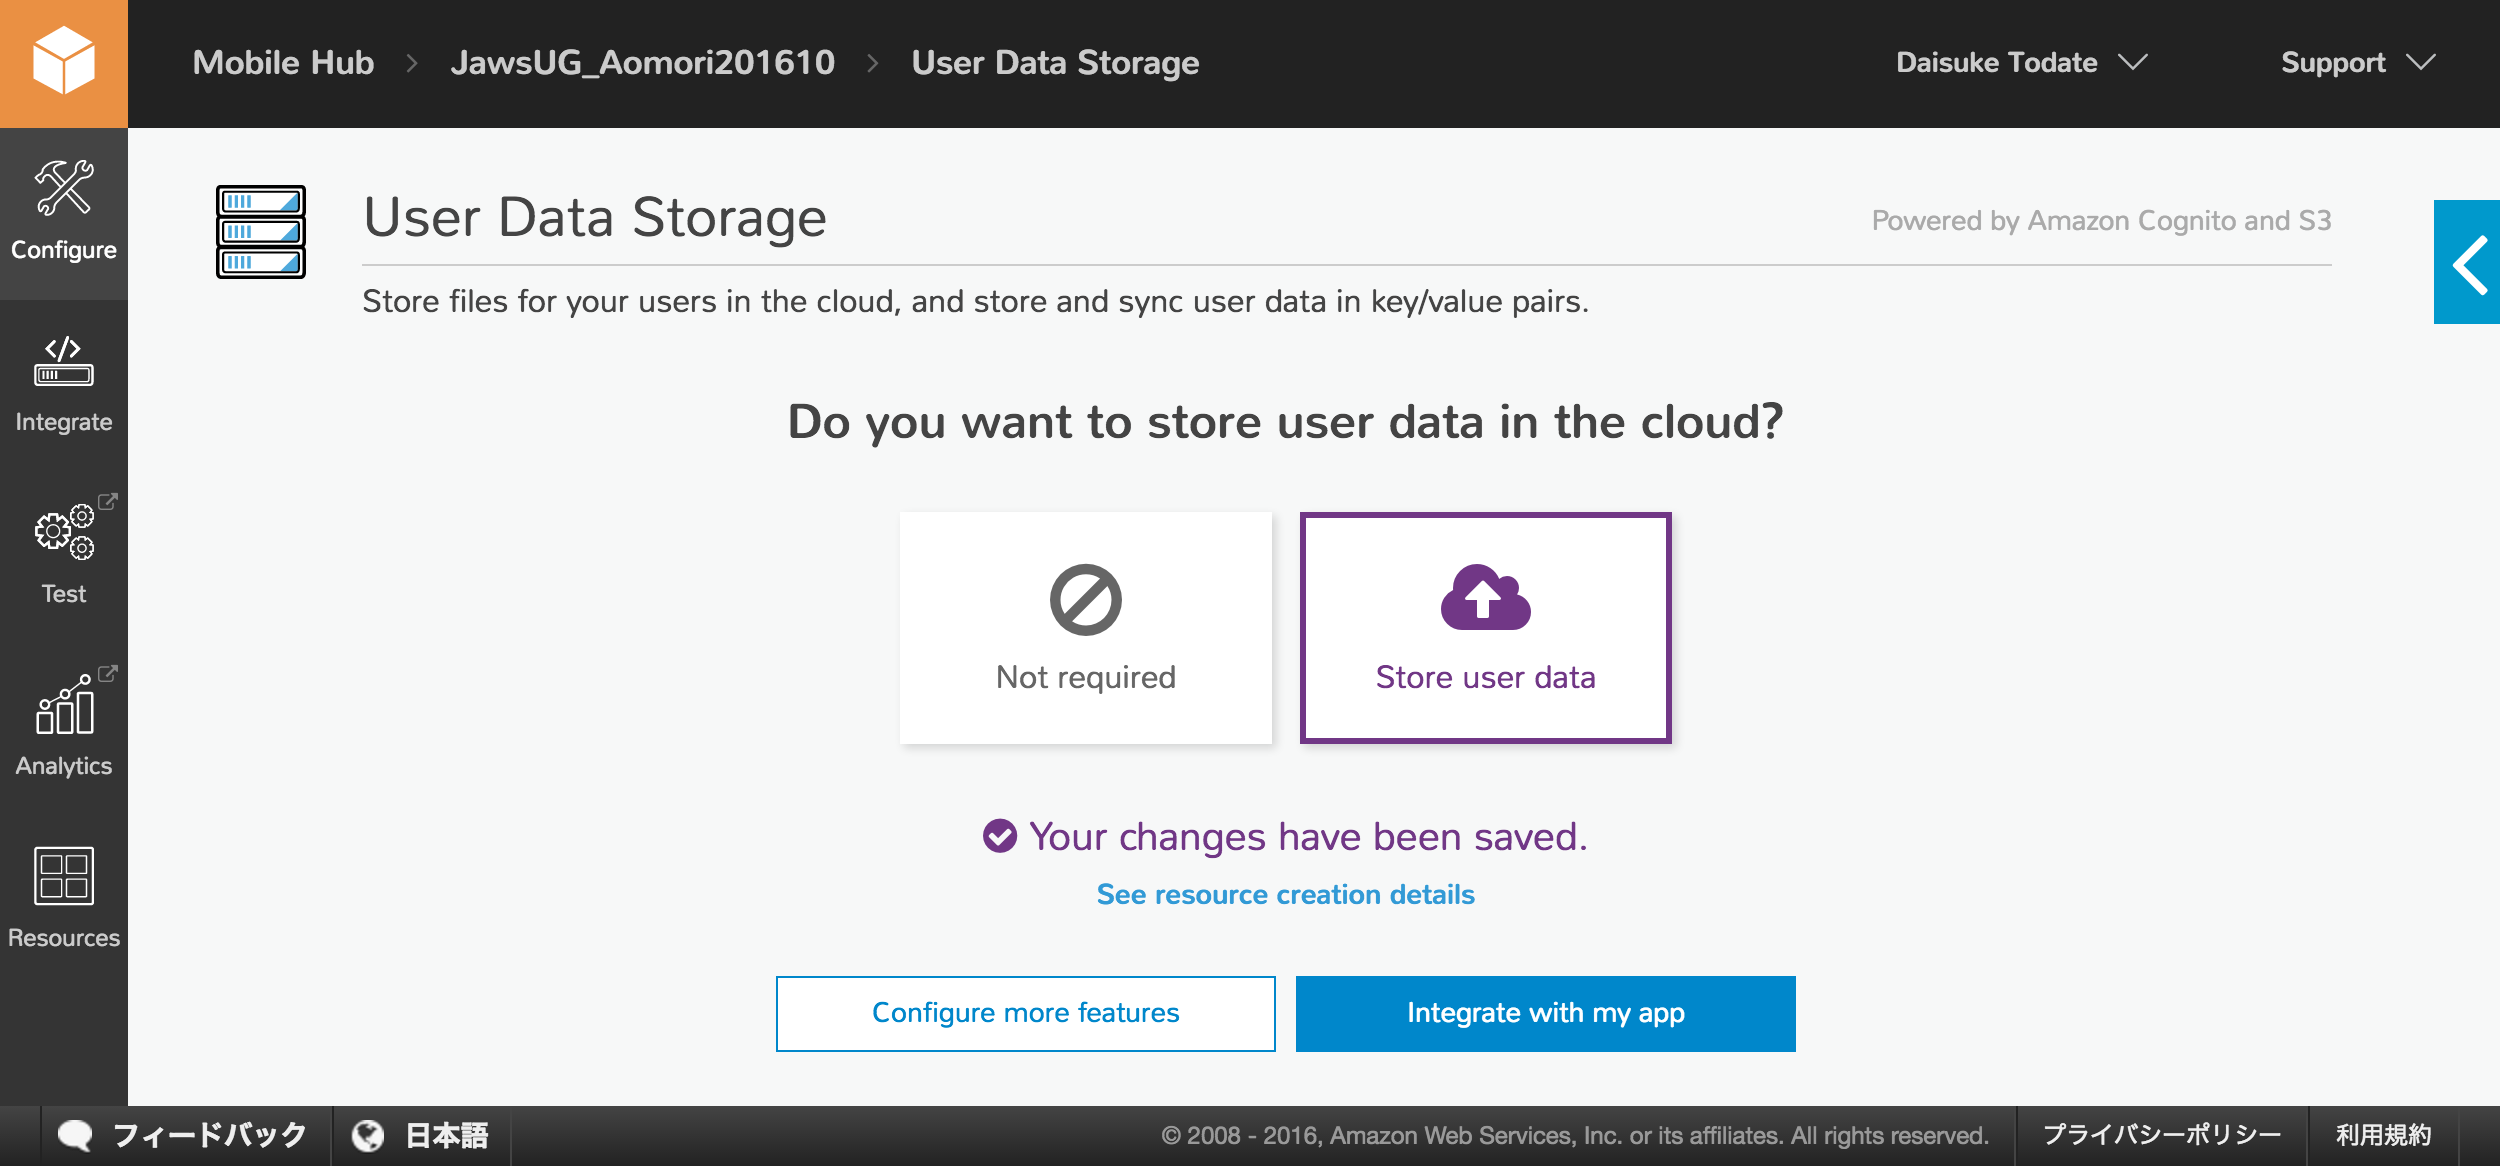 Mobile Hub > JawsUG_Aomori201610 > User Data Storage
Daisuke Todate
Support
Configure
Integrate
Test
Analytics
Resources
User Data Storage
Powered by Amazon Cognito and S3
Store files for your users in the cloud, and store and sync user data in key/value pairs.
Do you want to store user data in the cloud?
Not required
Store user data
Your changes have been saved.
See resource creation details
Configure more features
Integrate with my app
フィードバック
日本語
© 2008 - 2016, Amazon Web Services, Inc. or its affiliates. All rights reserved.
プライバシーポリシー
利用規約